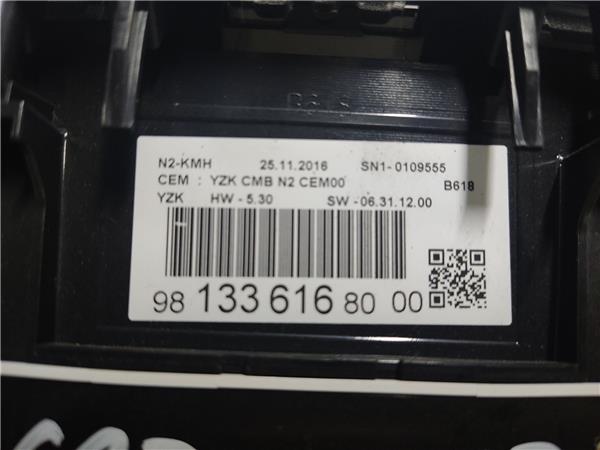 N2-KMH 25.11.2016 SN1-0109555
CEM : YZK CMB N2 CEM00 B618
YZK HW - 5.30 SW -06.31.12.00
98 133 616 80 00